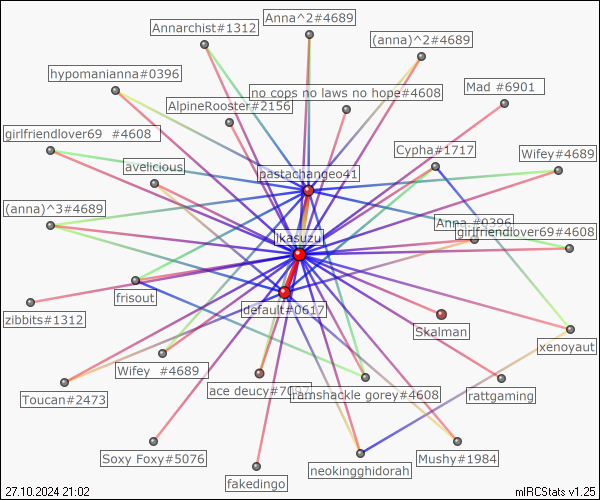 Anna^2#4689
Annarchist#1312
(anna)^2#4689
hypomanianna#0396
no cops no laws no hope#4608
Mad #6901
AlpineRooster#2156
girlfriendlover69 #4608
Cypha#1717
Wifey#4689
avelicious
pastachangeo41
(anna)^3#4689
Anna #0396
girlfriendlover69#4608
ikasuzu
frisout
default#0617
zibbits#1312
Skalman
xenoyaut
Wifey #4689
Toucan#2473
ace deucy#7097
ramshackle gorey#4608
rattgaming
Soxy Foxy#5076
neokingghidorah
Mushy#1984
fakedingo
27.10.2024 21:02
mIRCStats v1.25